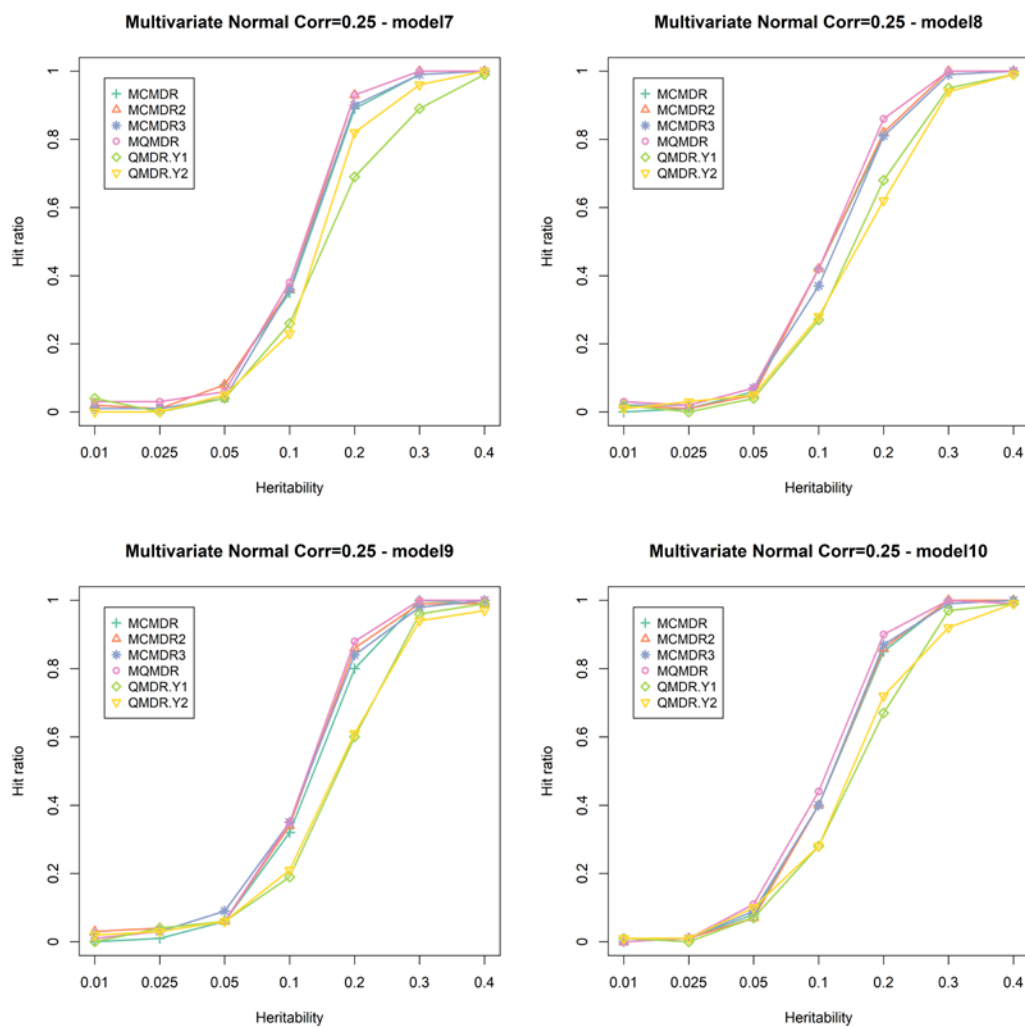 Multivariate Normal Corr=0.25 - model7
Hit ratio
1
0.8
0.6
0.4
0.2
0
MCMDR
MCMDR2
MCMDR3
MQMDR
QMDR.Y1
QMDR.Y2
0.01 0.025 0.05 0.1 0.2 0.3 0.4
Heritability
Multivariate Normal Corr=0.25 - model8
Hit ratio
1
0.8
0.6
0.4
0.2
0
MCMDR
MCMDR2
MCMDR3
MQMDR
QMDR.Y1
QMDR.Y2
0.01 0.025 0.05 0.1 0.2 0.3 0.4
Heritability
Multivariate Normal Corr=0.25 - model9
Hit ratio
1
0.8
0.6
0.4
0.2
0
MCMDR
MCMDR2
MCMDR3
MQMDR
QMDR.Y1
QMDR.Y2
0.01 0.025 0.05 0.1 0.2 0.3 0.4
Heritability
Multivariate Normal Corr=0.25 - model10
Hit ratio
1
0.8
0.6
0.4
0.2
0
MCMDR
MCMDR2
MCMDR3
MQMDR
QMDR.Y1
QMDR.Y2
0.01 0.025 0.05 0.1 0.2 0.3 0.4
Heritability